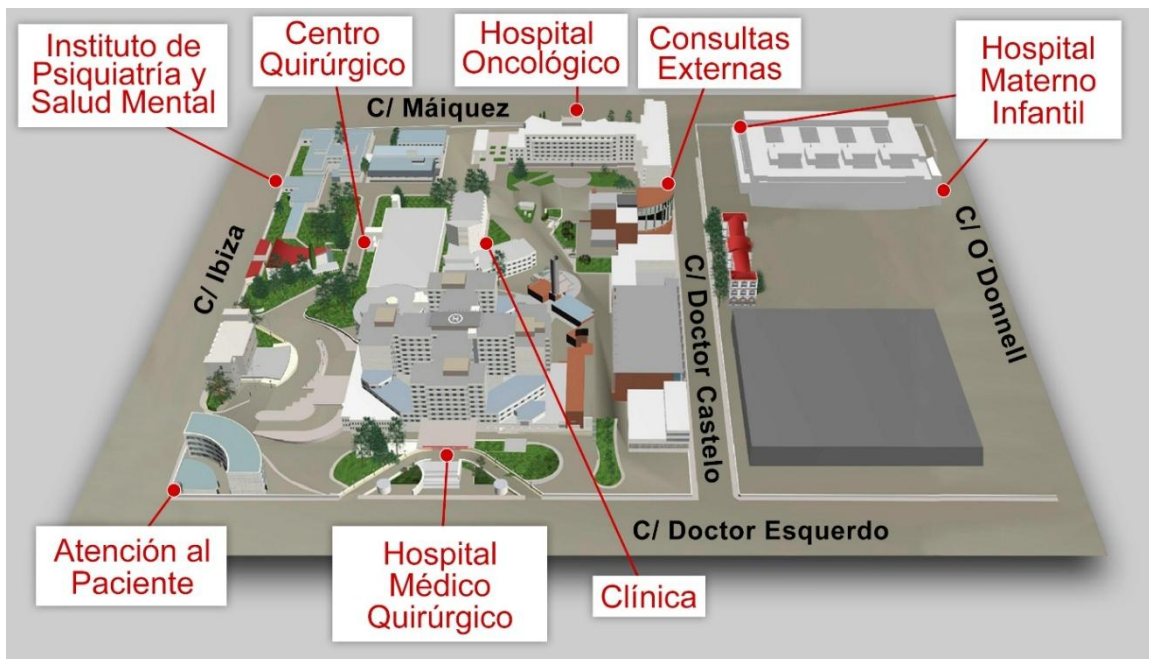 Instituto de
Psiquiatría y
Salud Mental
Centro
Quirúrgico
Hospital
Oncológico
Consultas
Externas
Hospital
Materno
Infantil
C/ Máiquez
C/ Ibiza
C/ Doctor Castelo
C/ O´Donnell
H
C/ Doctor Esquerdo
Atención al
Paciente
Hospital
Médico
Quirúrgico
Clínica